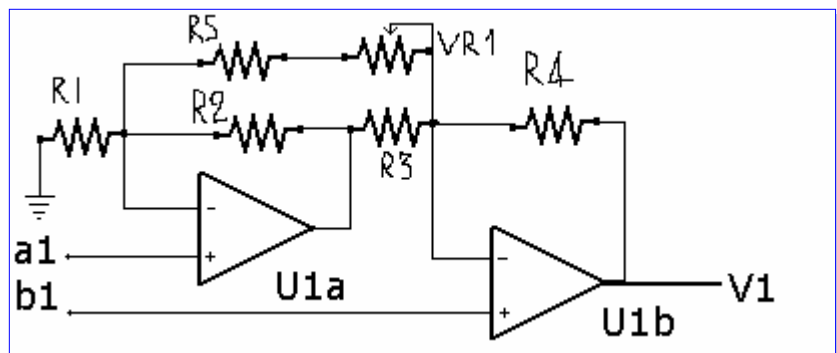 R5
VR1
R1
R2
R4
R3
-
+
a1
U1a
-
+
b1
U1b
V1